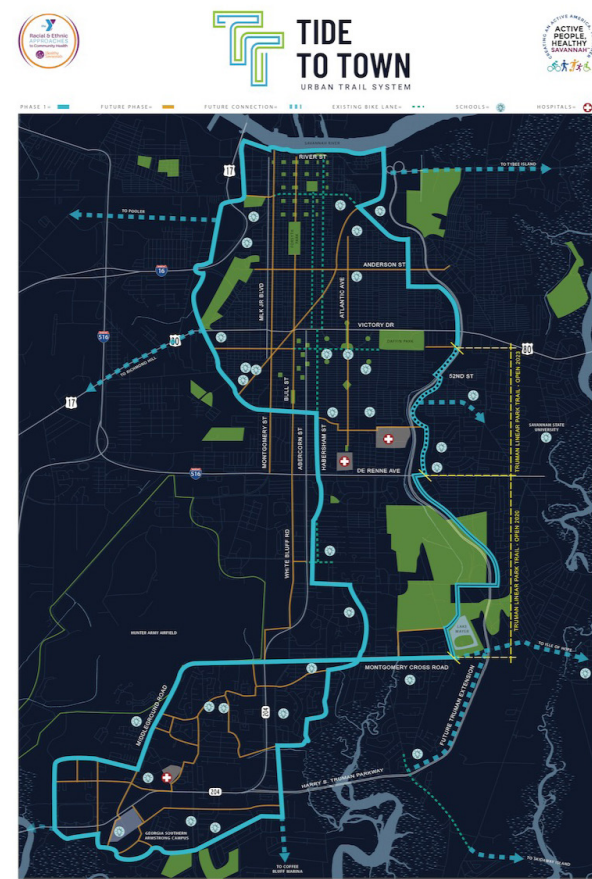 Racial & Ethnic
APPROACHES
to Community Health
TIDE
TO TOWN
URBAN TRAIL SYSTEM
ACTIVE
PEOPLE,
HEALTHY
SAVANNAH
PHASE 1=
FUTURE PHASE=
FUTURE CONNECTION=
EXISTING BIKE LANE=
SCHOOLS=
HOSPITALS=
SAVANNAH RIVER
RIVER ST
17
TO TYBEE ISLAND
TO POOLER
ANDERSON ST
16
MLK JR BLVD
ATLANTIC AVE
516
VICTORY DR
80
80
TO RICHMOND HILL
17
52ND ST
BULL ST
TRUMAN LINEAR PARK TRAIL - OPEN 2023
SAVANNAH STATE
UNIVERSITY
MONTGOMERY ST
ABERCORN ST
HABERSHAM ST
DE RENNE AVE
516
WHITE BLUFF RD
TRUMAN LINEAR PARK TRAIL - OPEN 2020
HUNTER ARMY AIRFIELD
LAKE
MAYER
TO ISLE OF HOPE
MONTGOMERY CROSS ROAD
MIDDLEGROUND ROAD
204
FUTURE TRUMAN EXTENSION
HARRY S. TRUMAN PARKWAY
204
GEORGIA SOUTHERN
ARMSTRONG CAMPUS
TO COFFEE
BLUFF MARINA
TO SKIDAWAY ISLAND